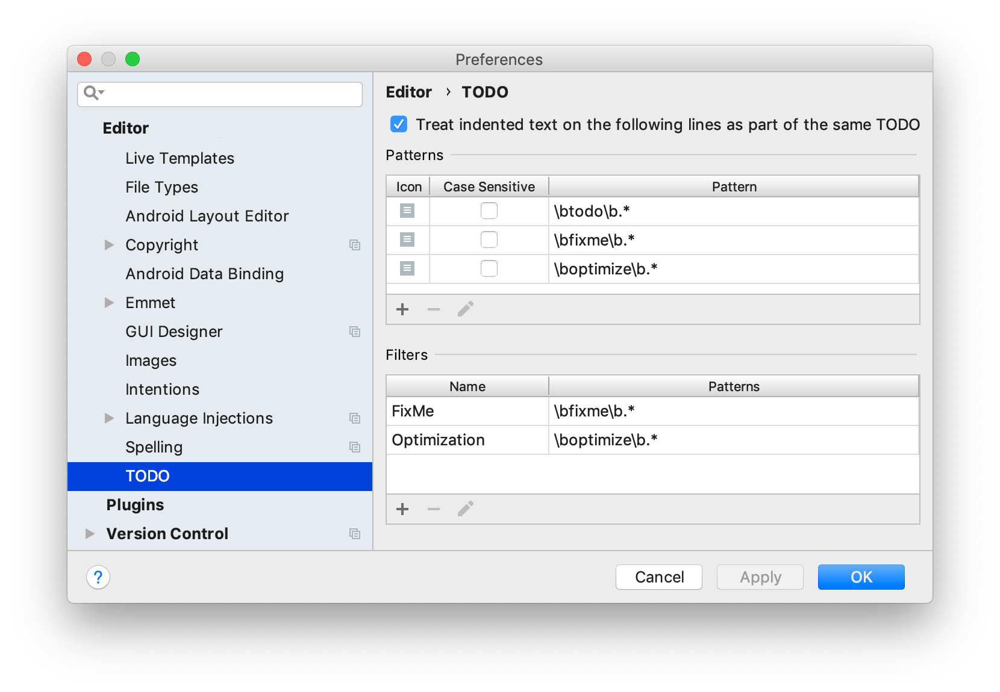 Preferences
Editor
Live Templates
File Types
Android Layout Editor
Copyright
Android Data Binding
Emmet
GUI Designer
Images
Intentions
Language Injections
Spelling
TODO
Plugins
Version Control
Editor › TODO
Treat indented text on the following lines as part of the same TODO
Patterns
Icon Case Sensitive Pattern
\btodo\b.*
\bfixme\b.*
\boptimize\b.*
Filters
Name Patterns
FixMe \bfixme\b.*
Optimization \boptimize\b.*
? Cancel Apply OK